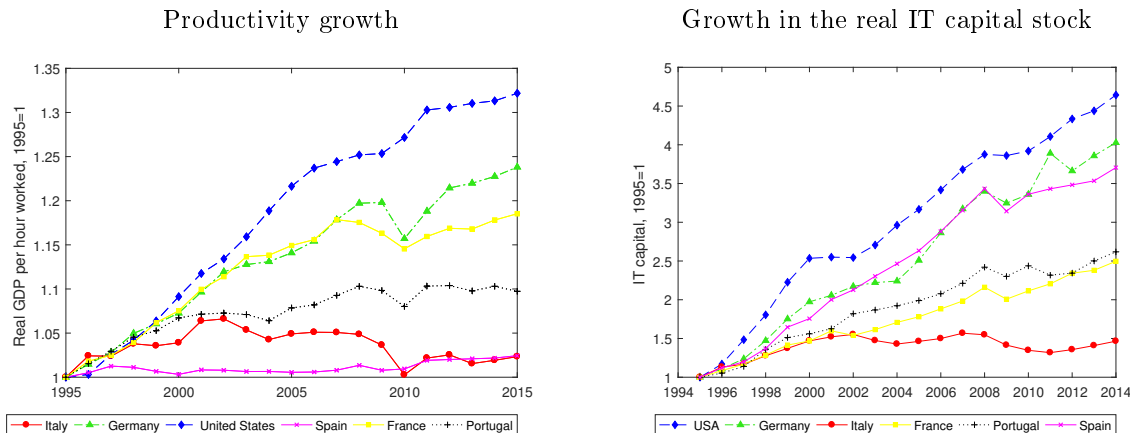 Productivity growth
Real GDP per hour worked, 1995=1
1.35
1.3
1.25
1.2
1.15
1.1
1.05
1
1995 2000 2005 2010 2015
Italy Germany United States Spain France Portugal
Growth in the real IT capital stock
IT capital, 1995=1
5
4.5
4
3.5
3
2.5
2
1.5
1
1994 1996 1998 2000 2002 2004 2006 2008 2010 2012 2014
USA Germany Italy France Portugal Spain